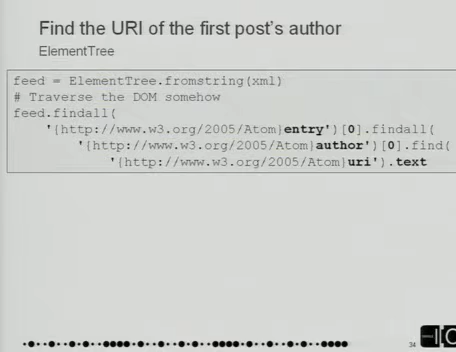 Find the URI of the first post's author
ElementTree
feed = ElementTree.fromstring(xml)
# Traverse the DOM somehow
feed.findall(
'{http://www.w3.org/2005/Atom}entry')[0].findall(
'{http://www.w3.org/2005/Atom}author')[0].find(
'{http://www.w3.org/2005/Atom}uri').text
34